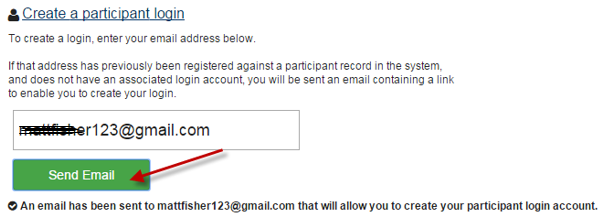 Create a participant login
To create a login, enter your email address below.
If that address has previously been registered against a participant record in the system,
and does not have an associated login account, you will be sent an email containing a link
to enable you to create your login.
mattfisher123@gmail.com
Send Email
An email has been sent to mattfisher123@gmail.com that will allow you to create your participant login account.